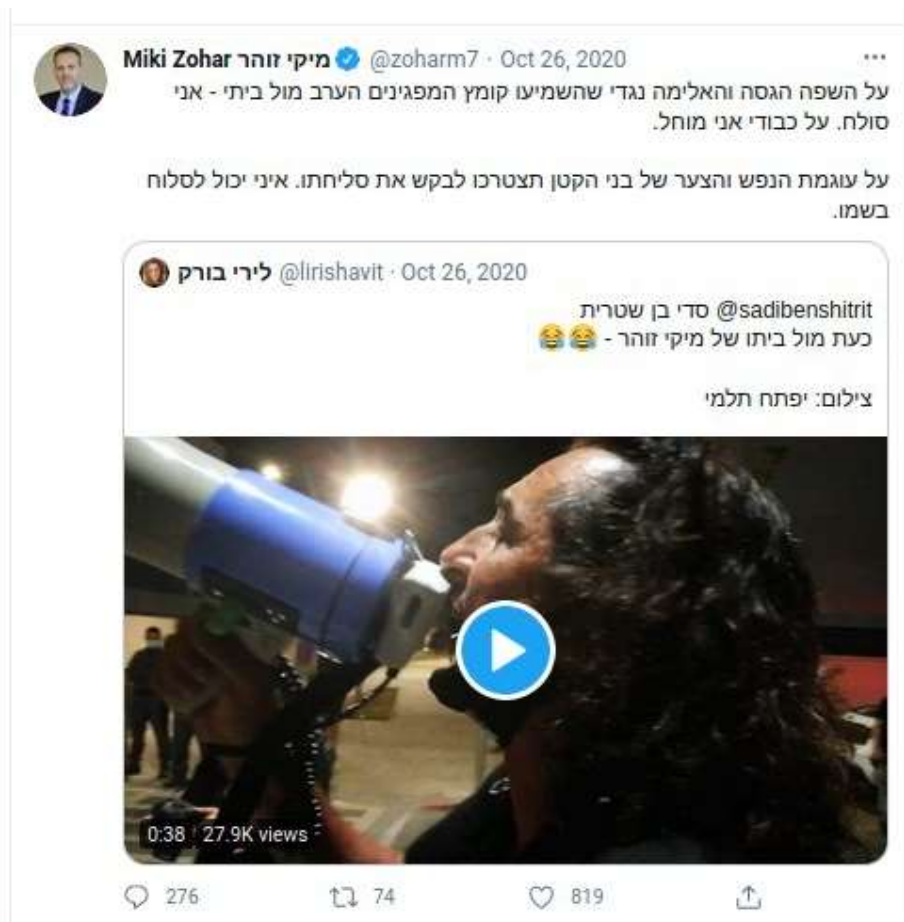 Miki Zohar מיקי זוהר @zoharm7 · Oct 26, 2020
על השפה הגסה והאלימה נגדי שהשמיעו קומץ המפגינים הערב מול ביתי - אני
סולח. על כבודי אני מוחל.
על עוגמת הנפש והצער של בני הקטן תצטרכו לבקש את סליחתו. איני יכול לסלוח
בשמו.
לירי בורק @lirishavit · Oct 26, 2020
@sadibenshitrit סדי בן שטרית
כעת מול ביתו של מיקי זוהר - 😂😂
צילום: יפתח תלמי
0:38 27.9K views
276 74 819